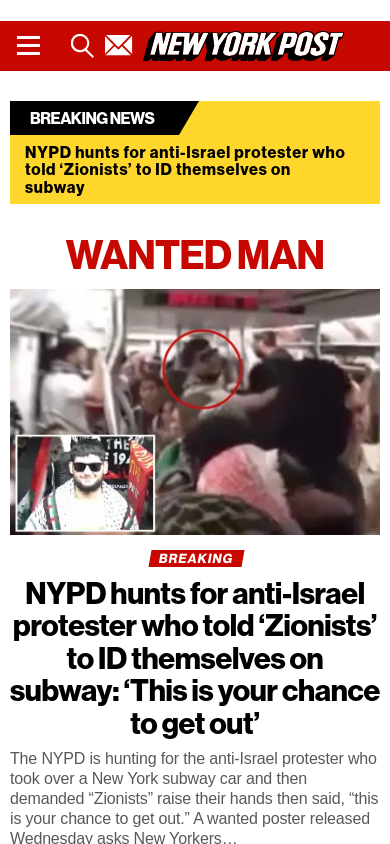 NEW YORK POST
BREAKING NEWS
NYPD hunts for anti-Israel protester who
told ‘Zionists’ to ID themselves on
subway
WANTED MAN
THE
BREAKING
NYPD hunts for anti-Israel
protester who told ‘Zionists’
to ID themselves on
subway: ‘This is your chance
to get out’
The NYPD is hunting for the anti-Israel protester who
took over a New York subway car and then
demanded “Zionists” raise their hands then said, “this
is your chance to get out.” A wanted poster released
Wednesday asks New Yorkers…